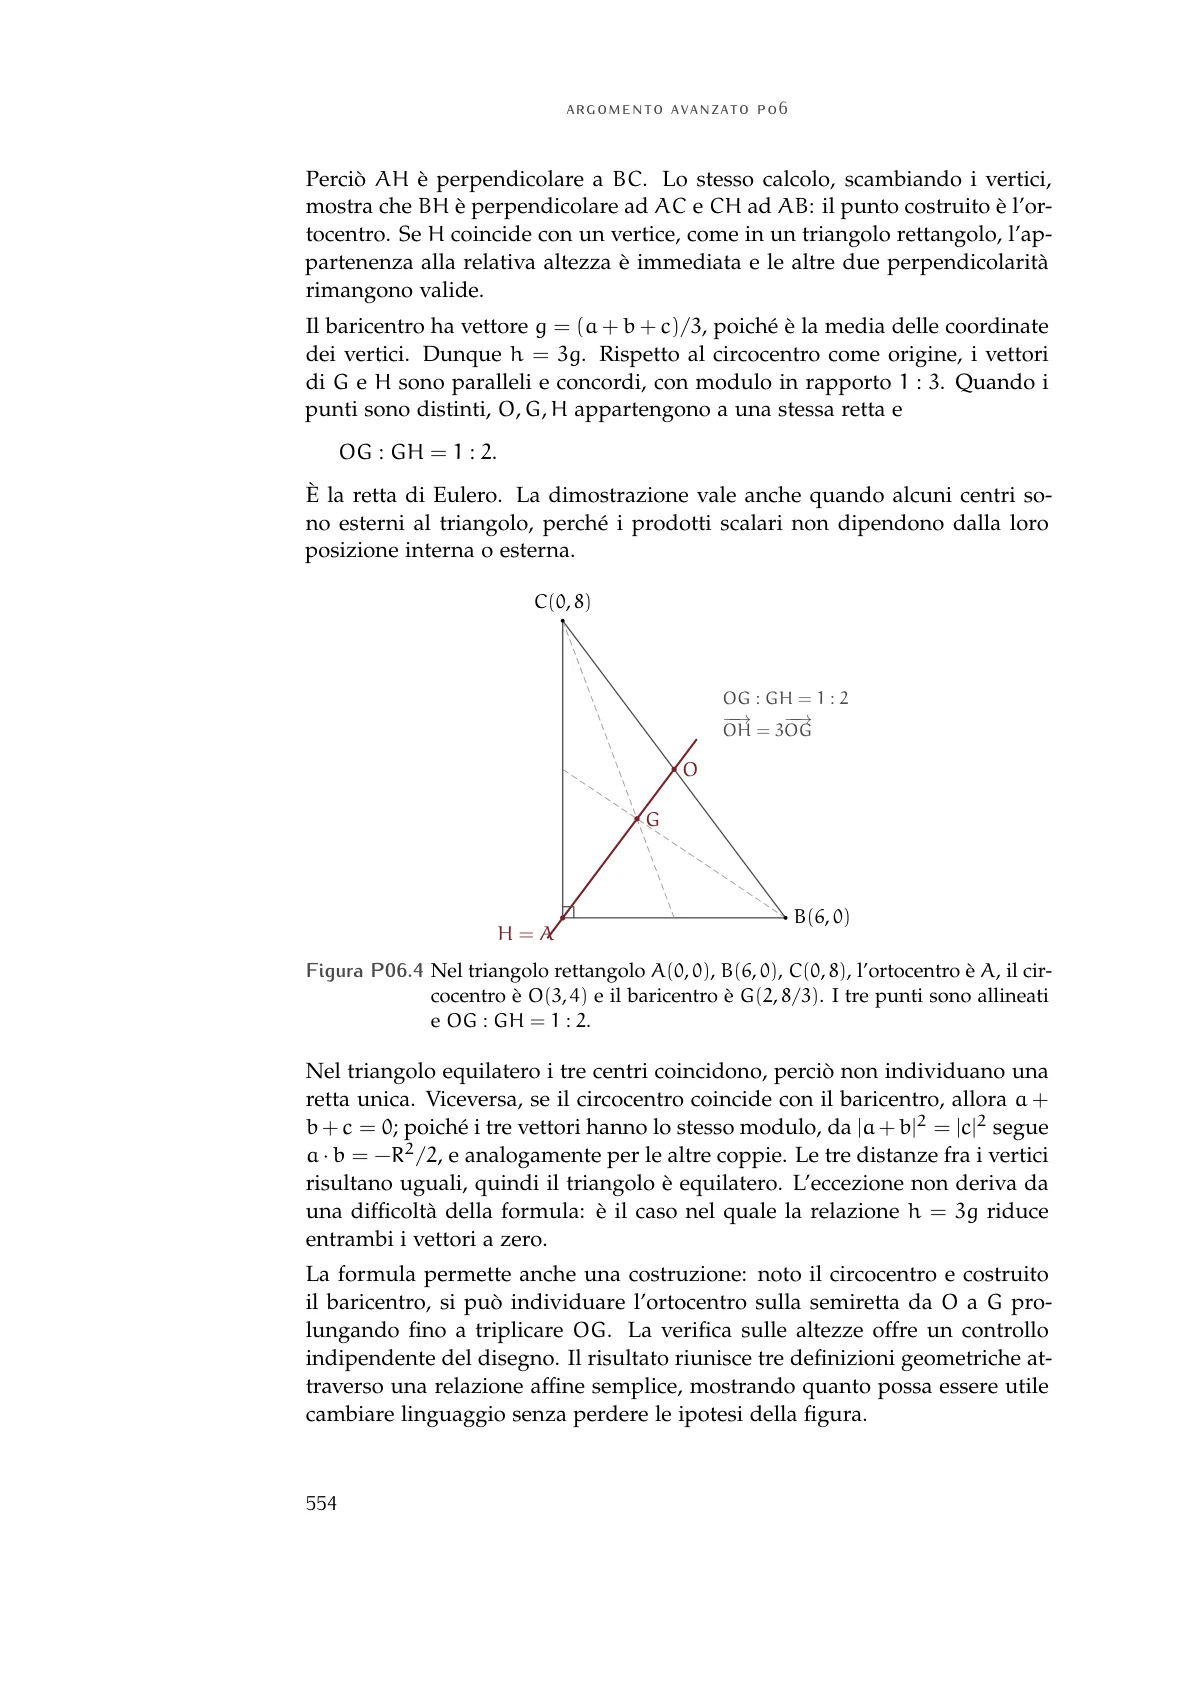 ARGOMENTO AVANZATO P06
Perciò AH è perpendicolare a BC. Lo stesso calcolo, scambiando i vertici,
mostra che BH è perpendicolare ad AC e CH ad AB: il punto costruito è l'or-
tocentro. Se H coincide con un vertice, come in un triangolo rettangolo, l'ap-
partenenza alla relativa altezza è immediata e le altre due perpendicolarità
rimangono valide.
Il baricentro ha vettore g = (a + b + c)/3, poiché è la media delle coordinate
dei vertici. Dunque h = 3g. Rispetto al circocentro come origine, i vettori
di G e H sono paralleli e concordi, con modulo in rapporto 1 : 3. Quando i
punti sono distinti, O, G, H appartengono a una stessa retta e
OG : GH = 1 : 2.
È la retta di Eulero. La dimostrazione vale anche quando alcuni centri so-
no esterni al triangolo, perché i prodotti scalari non dipendono dalla loro
posizione interna o esterna.
C(0, 8)
OG : GH = 1 : 2
\overrightarrow{OH} = 3\overrightarrow{OG}
O
G
B(6, 0)
H = A
Figura P06.4 Nel triangolo rettangolo A(0, 0), B(6, 0), C(0, 8), l'ortocentro è A, il cir-
cocentro è O(3, 4) e il baricentro è G(2, 8/3). I tre punti sono allineati
e OG : GH = 1 : 2.
Nel triangolo equilatero i tre centri coincidono, perciò non individuano una
retta unica. Viceversa, se il circocentro coincide con il baricentro, allora a +
b + c = 0; poiché i tre vettori hanno lo stesso modulo, da |a + b|² = |c|² segue
a · b = −R²/2, e analogamente per le altre coppie. Le tre distanze fra i vertici
risultano uguali, quindi il triangolo è equilatero. L'eccezione non deriva da
una difficoltà della formula: è il caso nel quale la relazione h = 3g riduce
entrambi i vettori a zero.
La formula permette anche una costruzione: noto il circocentro e costruito
il baricentro, si può individuare l'ortocentro sulla semiretta da O a G pro-
lungando fino a triplicare OG. La verifica sulle altezze offre un controllo
indipendente del disegno. Il risultato riunisce tre definizioni geometriche at-
traverso una relazione affine semplice, mostrando quanto possa essere utile
cambiare linguaggio senza perdere le ipotesi della figura.
554